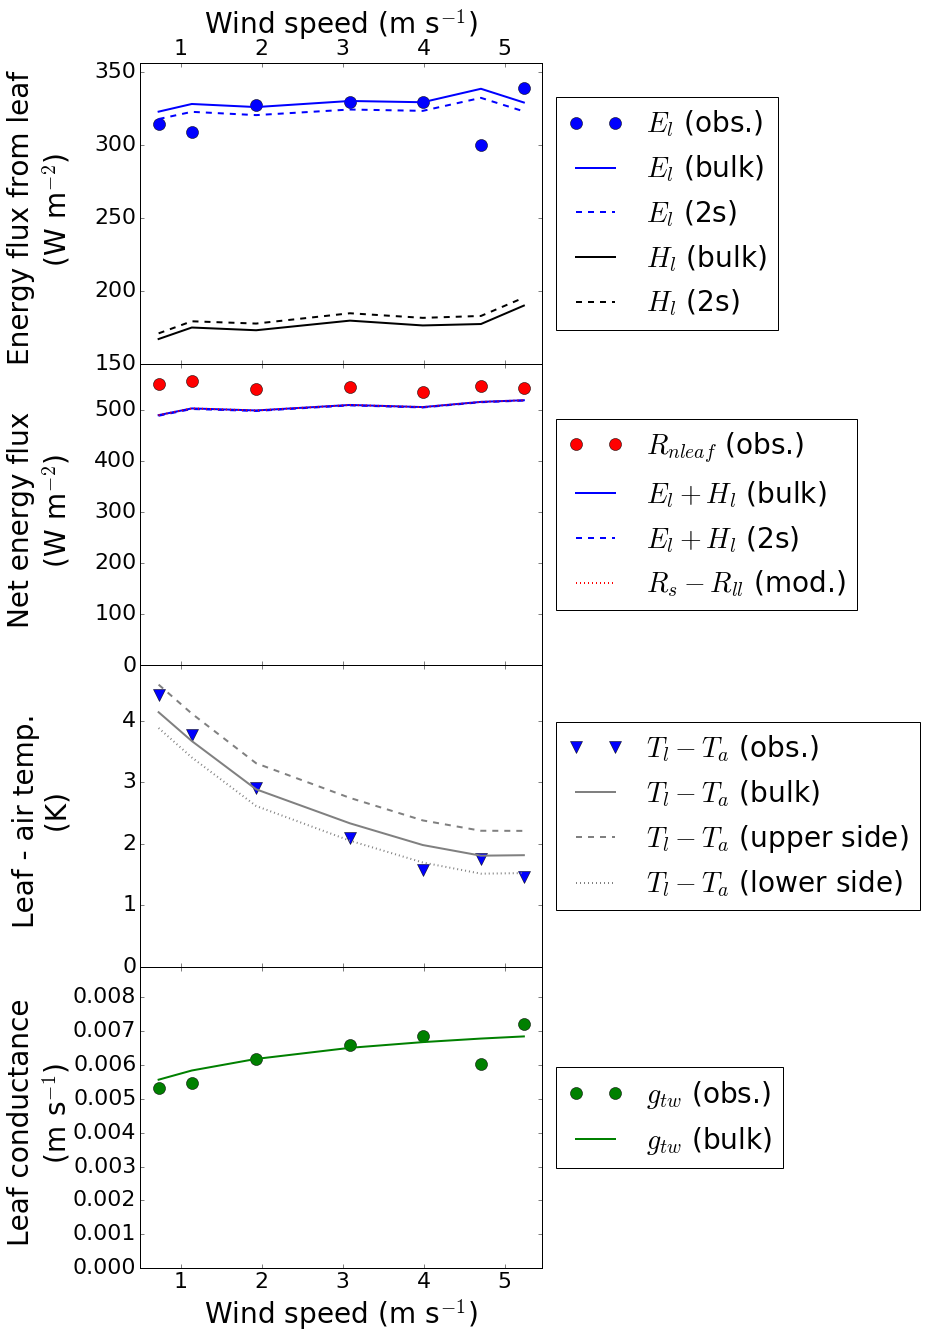 Wind speed (m s⁻¹)
1 2 3 4 5
Energy flux from leaf
(W m⁻²)
350
300
250
200
150
E_l (obs.)
E_l (bulk)
E_l (2s)
H_l (bulk)
H_l (2s)
Net energy flux
(W m⁻²)
500
400
300
200
100
0
R_nleaf (obs.)
E_l + H_l (bulk)
E_l + H_l (2s)
R_s − R_ll (mod.)
Leaf - air temp.
(K)
4
3
2
1
0
T_l − T_a (obs.)
T_l − T_a (bulk)
T_l − T_a (upper side)
T_l − T_a (lower side)
Leaf conductance
(m s⁻¹)
0.008
0.007
0.006
0.005
0.004
0.003
0.002
0.001
0.000
g_tw (obs.)
g_tw (bulk)
1 2 3 4 5
Wind speed (m s⁻¹)